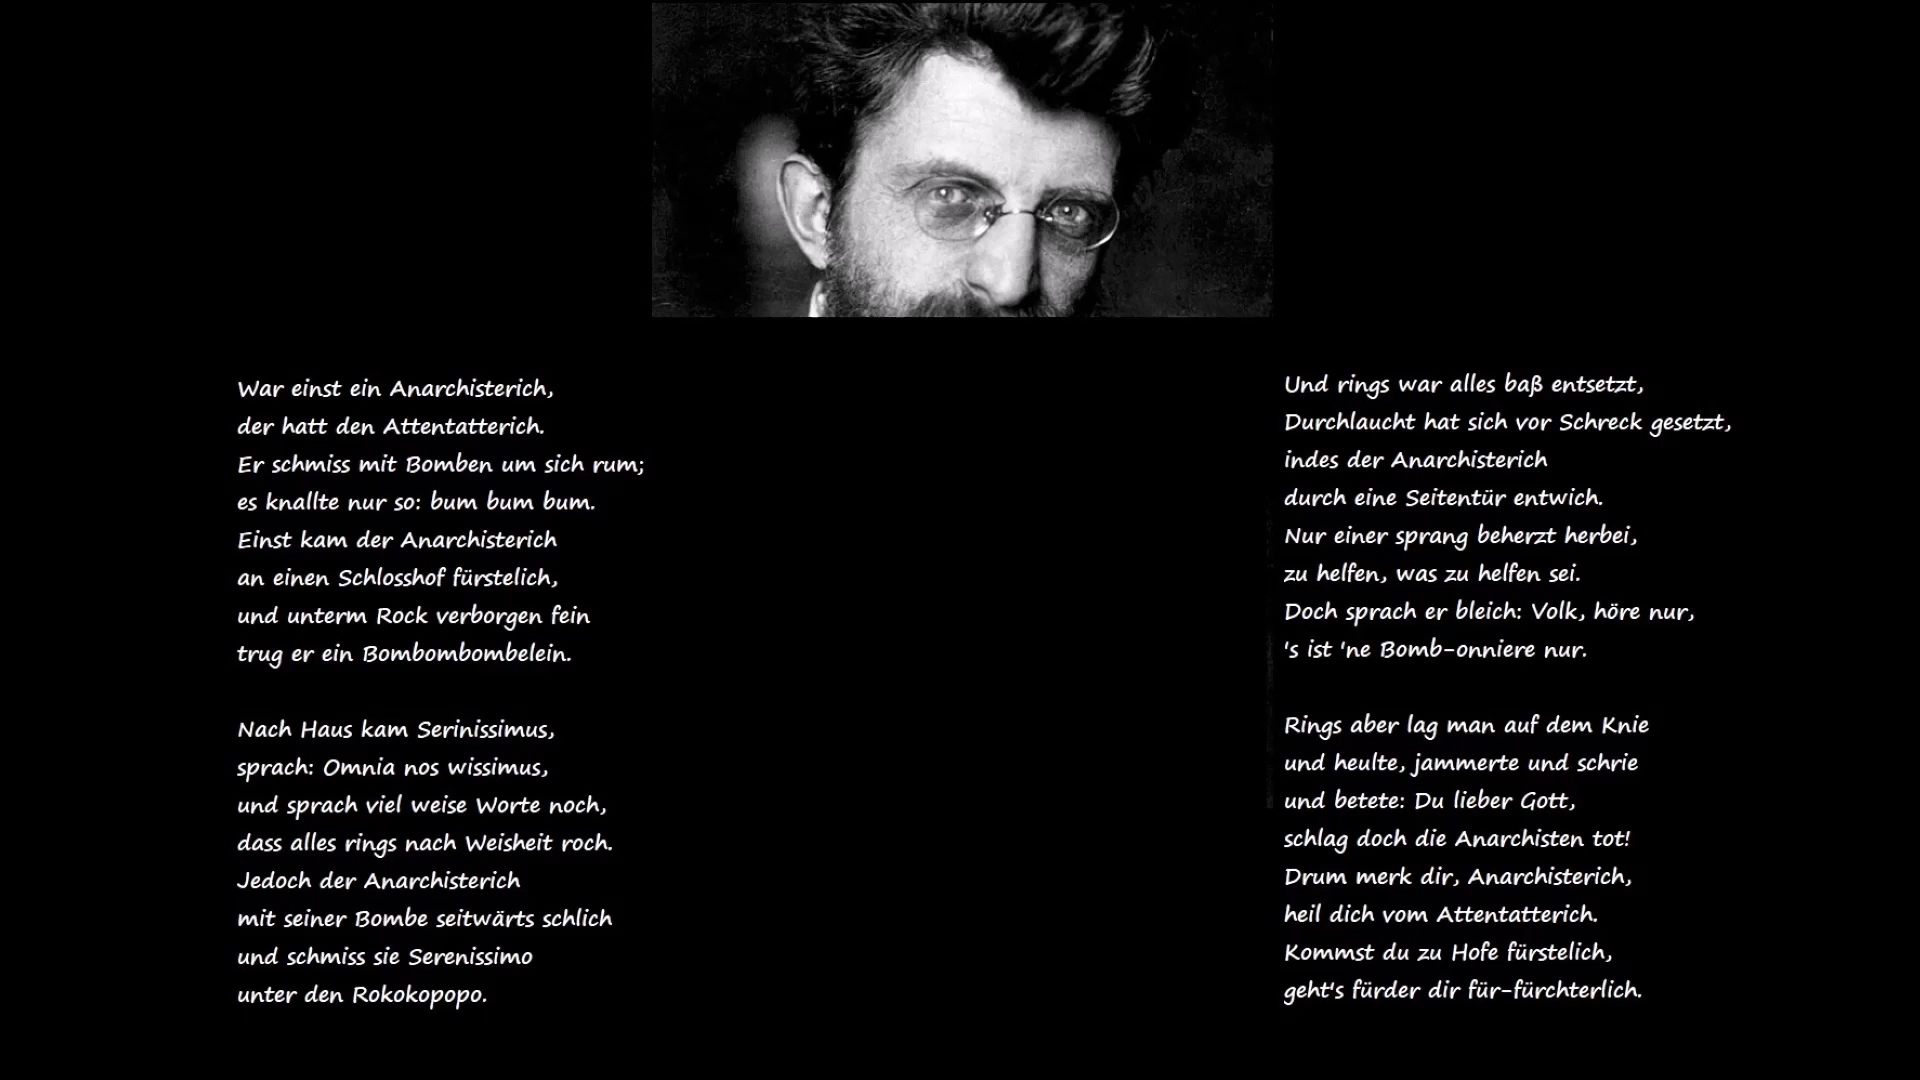 War einst ein Anarchisterich,
der hatt den Attentatterich.
Er schmiss mit Bomben um sich rum;
es knallte nur so: bum bum bum.
Einst kam der Anarchisterich
an einen Schlosshof fürstelich,
und unterm Rock verborgen fein
trug er ein Bombombombelein.
Nach Haus kam Serinissimus,
sprach: Omnia nos wissimus,
und sprach viel weise Worte noch,
dass alles rings nach Weisheit roch.
Jedoch der Anarchisterich
mit seiner Bombe seitwärts schlich
und schmiss sie Serenissimo
unter den Rokokopopo.
Und rings war alles baß entsetzt,
Durchlaucht hat sich vor Schreck gesetzt,
indes der Anarchisterich
durch eine Seitentür entwich.
Nur einer sprang beherzt herbei,
zu helfen, was zu helfen sei.
Doch sprach er bleich: Volk, höre nur,
's ist 'ne Bomb-onniere nur.
Rings aber lag man auf dem Knie
und heulte, jammerte und schrie
und betete: Du lieber Gott,
schlag doch die Anarchisten tot!
Drum merk dir, Anarchisterich,
heil dich vom Attentatterich.
Kommst du zu Hofe fürstelich,
geht's fürder dir für-fürchterlich.